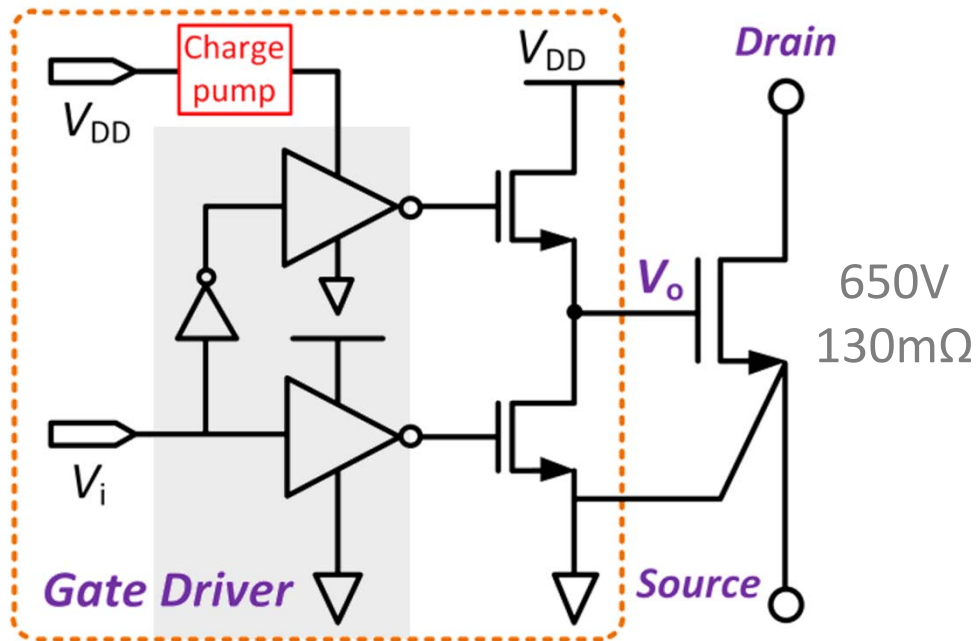 Charge
pump
V_DD
V_DD
Drain
V_o
650V
130mΩ
V_i
Gate Driver
Source